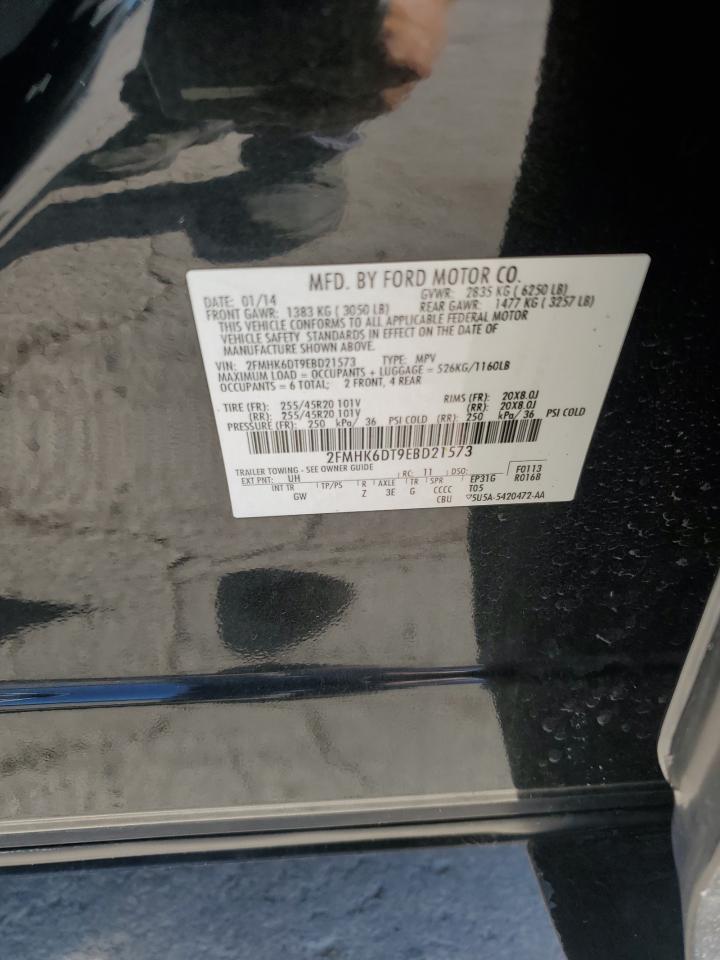 MFD. BY FORD MOTOR CO.
DATE: 01/14 GVWR: 2835 KG ( 6250 LB)
FRONT GAWR: 1383 KG ( 3050 LB) REAR GAWR: 1477 KG ( 3257 LB)
THIS VEHICLE CONFORMS TO ALL APPLICABLE FEDERAL MOTOR
VEHICLE SAFETY STANDARDS IN EFFECT ON THE DATE OF
MANUFACTURE SHOWN ABOVE.
VIN: 2FMHK6DT9EBD21573 TYPE: MPV
MAXIMUM LOAD = OCCUPANTS + LUGGAGE = 526KG/1160LB
OCCUPANTS = 6 TOTAL; 2 FRONT, 4 REAR
TIRE (FR): 255/45R20 101V RIMS (FR): 20X8.0J
(RR): 255/45R20 101V (RR): 20X8.0J
PRESSURE (FR): 250 kPa/ 36 PSI COLD (RR): 250 kPa/ 36 PSI COLD
2FMHK6DT9EBD21573
TRAILER TOWING - SEE OWNER GUIDE F0113
EXT PNT: UH RC: 11 DSO: R0168
INT TR TP/PS R AXLE TR SPR EP31G
GW Z 3E G CCCC T05
CBU ▽5U5A-5420472-AA